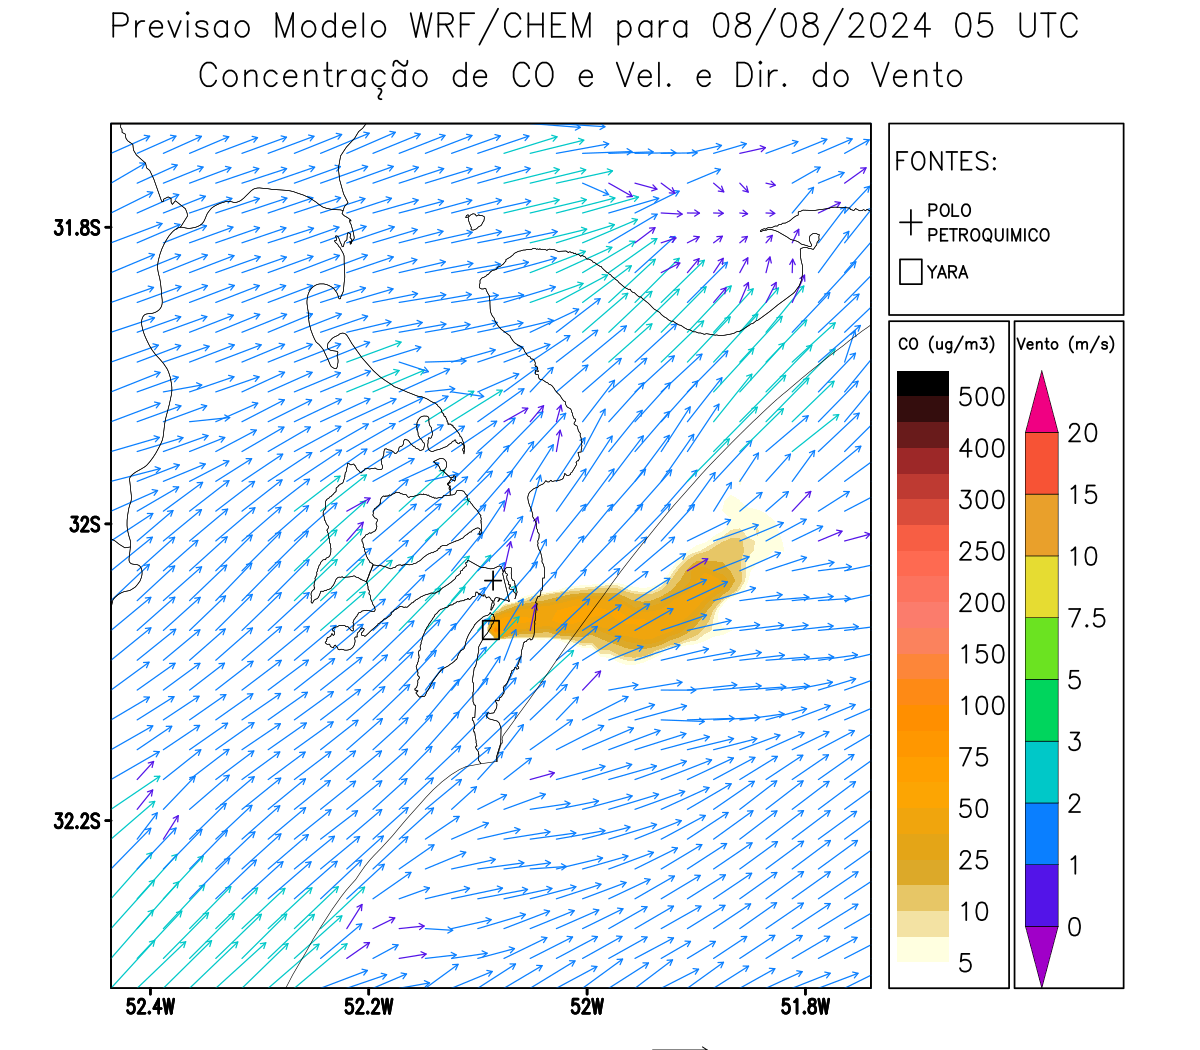 Previsao Modelo WRF/CHEM para 08/08/2024 05 UTC
Concentração de CO e Vel. e Dir. do Vento
FONTES:
POLO
PETROQUIMICO
YARA
31.8S
32S
32.2S
52.4W
52.2W
52W
51.8W
CO (ug/m3)
500
400
300
250
200
150
100
75
50
25
10
5
Vento (m/s)
20
15
10
7.5
5
3
2
1
0